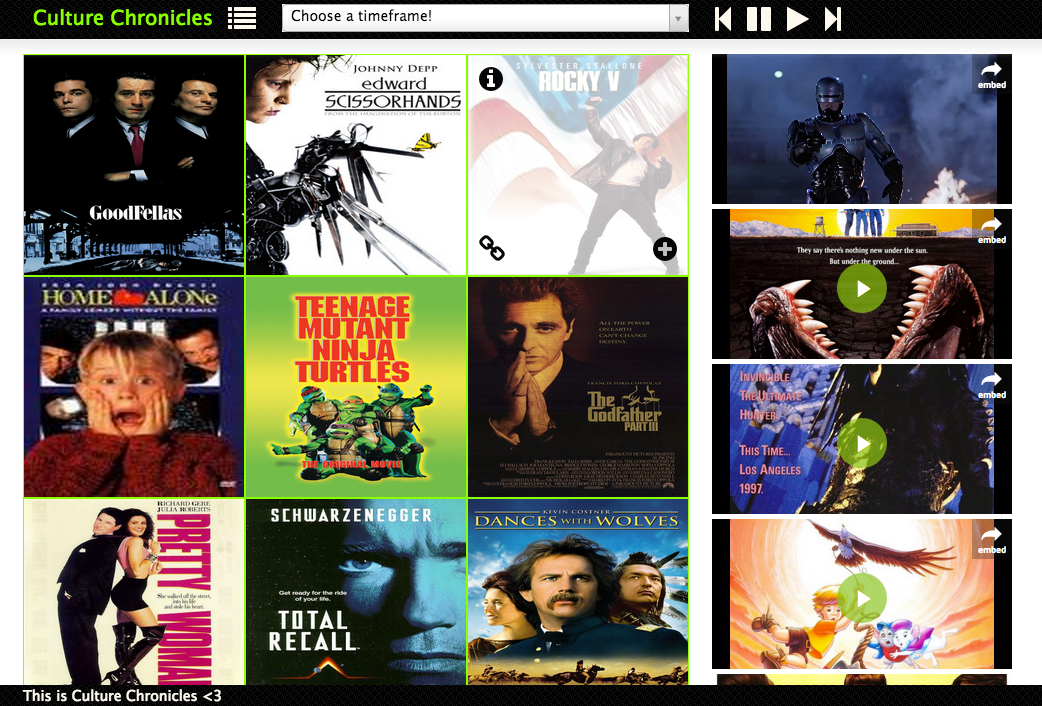 Culture Chronicles
Choose a timeframe!
GoodFellas
JOHNNY DEPP
edward
SCISSORHANDS
FROM THE IMAGINATION OF TIM BURTON
SYLVESTER STALLONE
ROCKY V
embed
They say there's nothing new under the sun.
But under the ground...
embed
HOME ALONe
A FAMILY COMEDY WITHOUT THE FAMILY
TEENAGE
MUTANT
NINJA
TURTLES
THE ORIGINAL MOVIE
ALL THE POWER
ON EARTH
CAN'T CHANGE
DESTINY.
FRANCIS FORD COPPOLA'S
The
Godfather
PART III
PARAMOUNT PICTURES PRESENTS
INVINCIBLE.
THE ULTIMATE
HUNTER.
THIS TIME...
LOS ANGELES
1997.
embed
RICHARD GERE
JULIA ROBERTS
PRETTY WOMA
She walked off the street,
into his life
and stole his heart.
SCHWARZENEGGER
Get ready for the ride
of your life.
TOTAL
RECALL
KEVIN COSTNER
DANCES WITH WOLVES
embed
This is Culture Chronicles <3